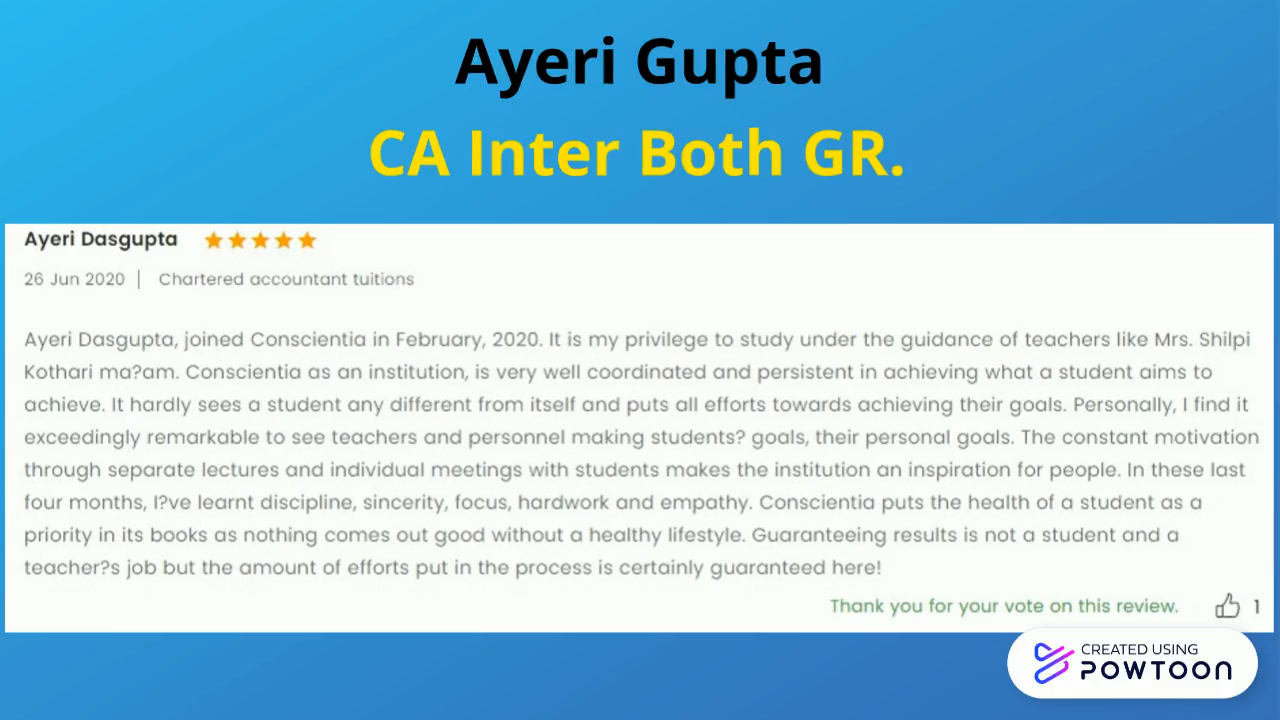 Ayeri Gupta
CA Inter Both GR.
Ayeri Dasgupta
26 Jun 2020 | Chartered accountant tuitions
Ayeri Dasgupta, joined Conscientia in February, 2020. It is my privilege to study under the guidance of teachers like Mrs. Shilpi
Kothari ma?am. Conscientia as an institution, is very well coordinated and persistent in achieving what a student aims to
achieve. It hardly sees a student any different from itself and puts all efforts towards achieving their goals. Personally, I find it
exceedingly remarkable to see teachers and personnel making students? goals, their personal goals. The constant motivation
through separate lectures and individual meetings with students makes the institution an inspiration for people. In these last
four months, I?ve learnt discipline, sincerity, focus, hardwork and empathy. Conscientia puts the health of a student as a
priority in its books as nothing comes out good without a healthy lifestyle. Guaranteeing results is not a student and a
teacher?s job but the amount of efforts put in the process is certainly guaranteed here!
Thank you for your vote on this review. 1
CREATED USING
POWTOON